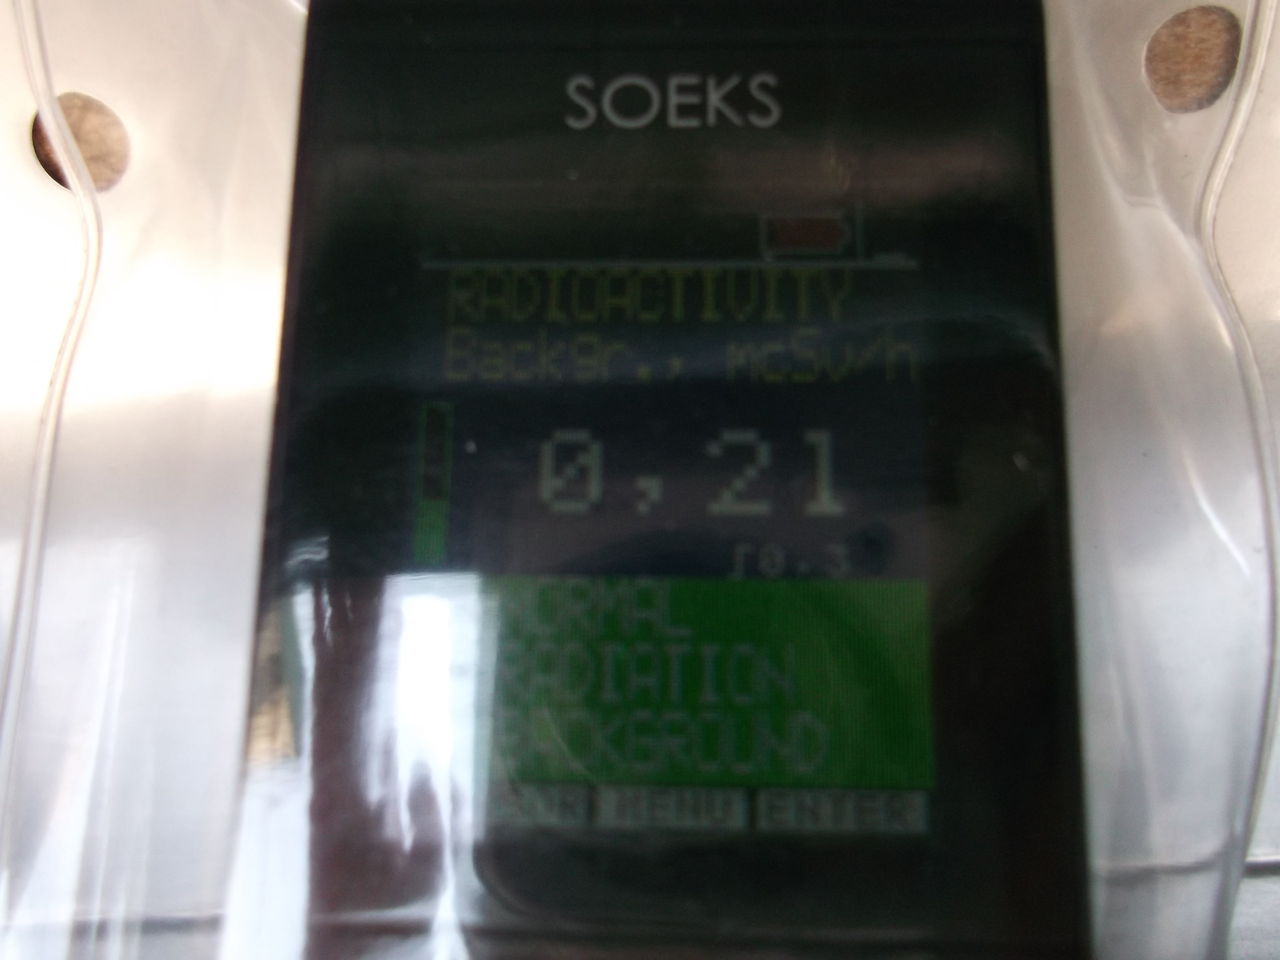 SOEKS
RADIOACTIVITY
Backgr., mcSv/h
0,21
NORMAL
RADIATION
BACKGROUND
MENU ENTER